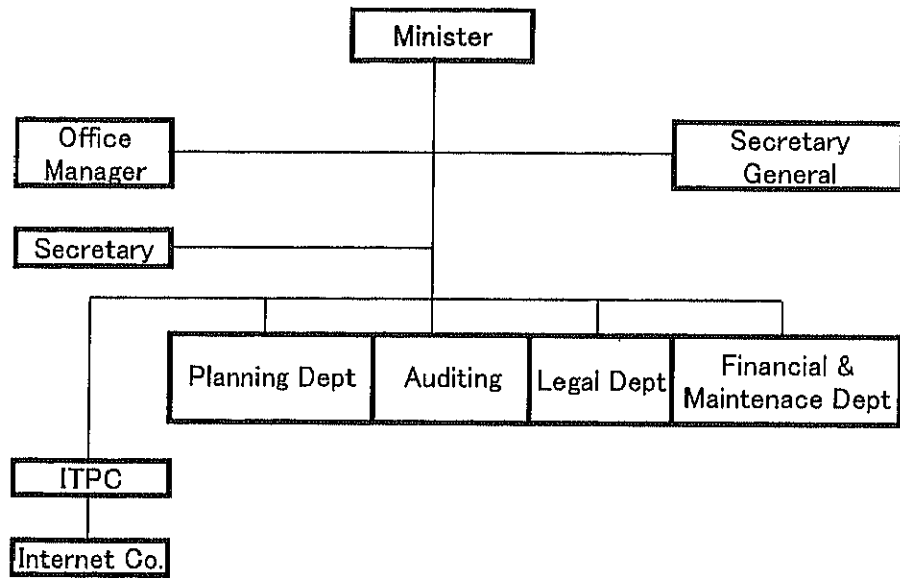 Minister
Office
Manager
Secretary
General
Secretary
Planning Dept
Auditing
Legal Dept
Financial &
Maintenace Dept
ITPC
Internet Co.